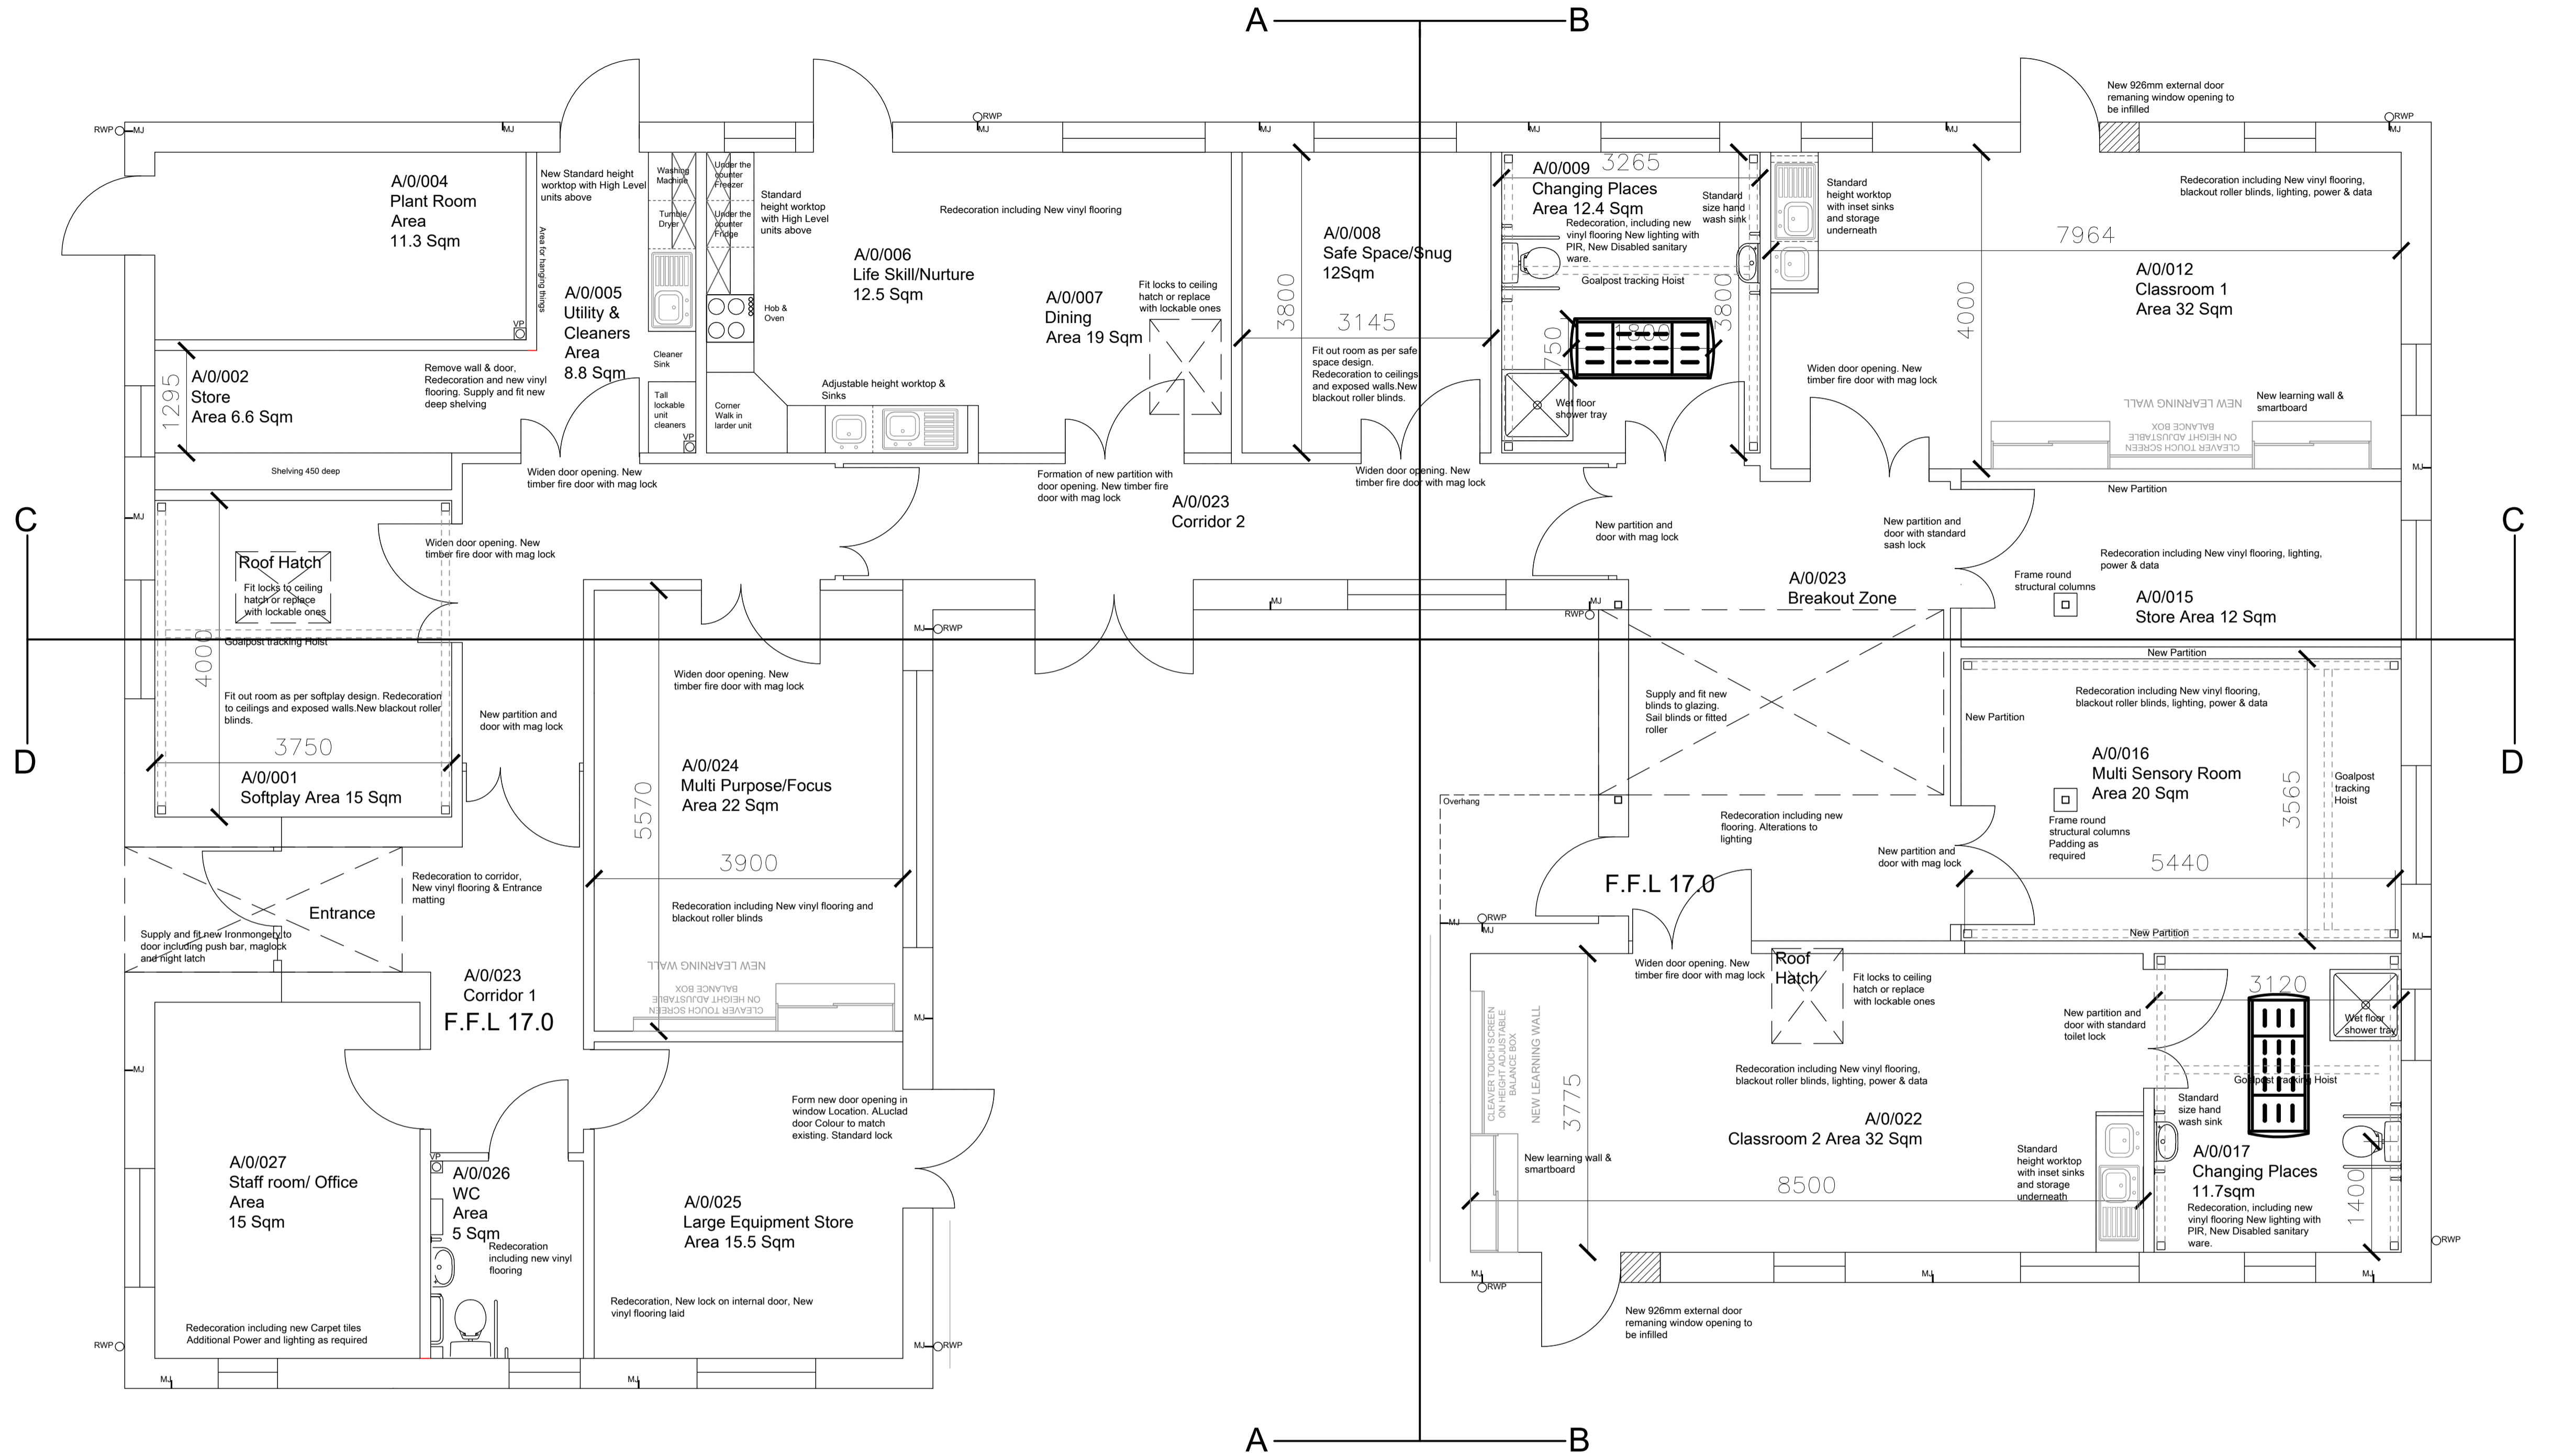 A
B
New 926mm external door
remaning window opening to
be infilled
RWP
MJ
MJ
RWP
MJ
MJ
MJ
MJ
RWP
MJ
A/0/004
Plant Room
Area
11.3 Sqm
VP
New Standard height
worktop with High Level
units above
Area for hanging things
A/0/005
Utility &
Cleaners
Area
8.8 Sqm
Washing
Machine
Tumble
Dryer
Cleaner
Sink
Tall
lockable
unit
cleaners
VP
Under the
counter
Freezer
Under the
counter
Fridge
Standard
height worktop
with High Level
units above
Hob &
Oven
Corner
Walk in
larder unit
Adjustable height worktop &
Sinks
Redecoration including New vinyl flooring
A/0/006
Life Skill/Nurture
12.5 Sqm
A/0/007
Dining
Area 19 Sqm
Fit locks to ceiling
hatch or replace
with lockable ones
3800
3145
A/0/008
Safe Space/Snug
12Sqm
Fit out room as per safe
space design.
Redecoration to ceilings
and exposed walls.New
blackout roller blinds.
A/0/009
Changing Places
Area 12.4 Sqm
3265
Redecoration, including new
vinyl flooring New lighting with
PIR, New Disabled sanitary
ware.
Standard
size hand
wash sink
Goalpost tracking Hoist
750
1800
3800
Wet floor
shower tray
Standard
height worktop
with inset sinks
and storage
underneath
Redecoration including New vinyl flooring,
blackout roller blinds, lighting, power & data
7964
4000
A/0/012
Classroom 1
Area 32 Sqm
Widen door opening. New
timber fire door with mag lock
NEW LEARNING WALL
CLEAVER TOUCH SCREEN
ON HEIGHT ADJUSTABLE
BALANCE BOX
New learning wall &
smartboard
MJ
1295
A/0/002
Store
Area 6.6 Sqm
Remove wall & door,
Redecoration and new vinyl
flooring. Supply and fit new
deep shelving
Shelving 450 deep
Widen door opening. New
timber fire door with mag lock
Formation of new partition with
door opening. New timber fire
door with mag lock
Widen door opening. New
timber fire door with mag lock
A/0/023
Corridor 2
New partition and
door with mag lock
New partition and
door with standard
sash lock
New Partition
C
C
MJ
Widen door opening. New
timber fire door with mag lock
Roof Hatch
Fit locks to ceiling
hatch or replace
with lockable ones
4000
Goalpost tracking Hoist
Fit out room as per softplay design. Redecoration
to ceilings and exposed walls.New blackout roller
blinds.
3750
A/0/001
Softplay Area 15 Sqm
D
D
New partition and
door with mag lock
Widen door opening. New
timber fire door with mag lock
MJ
RWP
MJ
MJ
RWP
A/0/023
Breakout Zone
Redecoration including New vinyl flooring, lighting,
power & data
Frame round
structural columns
A/0/015
Store Area 12 Sqm
New Partition
Supply and fit new
blinds to glazing.
Sail blinds or fitted
roller
New Partition
Redecoration including New vinyl flooring,
blackout roller blinds, lighting, power & data
A/0/016
Multi Sensory Room
Area 20 Sqm
3565
Goalpost
tracking
Hoist
Frame round
structural columns
Padding as
required
5440
New Partition
MJ
A/0/024
Multi Purpose/Focus
Area 22 Sqm
5570
3900
Redecoration including New vinyl flooring and
blackout roller blinds
NEW LEARNING WALL
CLEAVER TOUCH SCREEN
ON HEIGHT ADJUSTABLE
BALANCE BOX
MJ
Overhang
Redecoration including new
flooring. Alterations to
lighting
New partition and
door with mag lock
F.F.L 17.0
MJ
RWP
MJ
Redecoration to corridor,
New vinyl flooring & Entrance
matting
Entrance
Supply and fit new Ironmongery to
door including push bar, maglock
and night latch
A/0/023
Corridor 1
F.F.L 17.0
MJ
Widen door opening. New
timber fire door with mag lock
Roof
Hatch
Fit locks to ceiling
hatch or replace
with lockable ones
CLEAVER TOUCH SCREEN
ON HEIGHT ADJUSTABLE
BALANCE BOX
NEW LEARNING WALL
3775
New learning wall &
smartboard
Redecoration including New vinyl flooring,
blackout roller blinds, lighting, power & data
A/0/022
Classroom 2 Area 32 Sqm
8500
New partition and
door with standard
toilet lock
Standard
height worktop
with inset sinks
and storage
underneath
3120
Wet floor
shower tray
Goalpost tracking Hoist
Standard
size hand
wash sink
A/0/017
Changing Places
11.7sqm
Redecoration, including new
vinyl flooring New lighting with
PIR, New Disabled sanitary
ware.
1400
RWP
Form new door opening in
window Location. ALuclad
door Colour to match
existing. Standard lock
A/0/027
Staff room/ Office
Area
15 Sqm
Redecoration including new Carpet tiles
Additional Power and lighting as required
VP
A/0/026
WC
Area
5 Sqm
Redecoration
including new vinyl
flooring
A/0/025
Large Equipment Store
Area 15.5 Sqm
Redecoration, New lock on internal door, New
vinyl flooring laid
RWP
MJ
MJ
MJ
RWP
MJ
RWP
MJ
MJ
New 926mm external door
remaning window opening to
be infilled
A
B